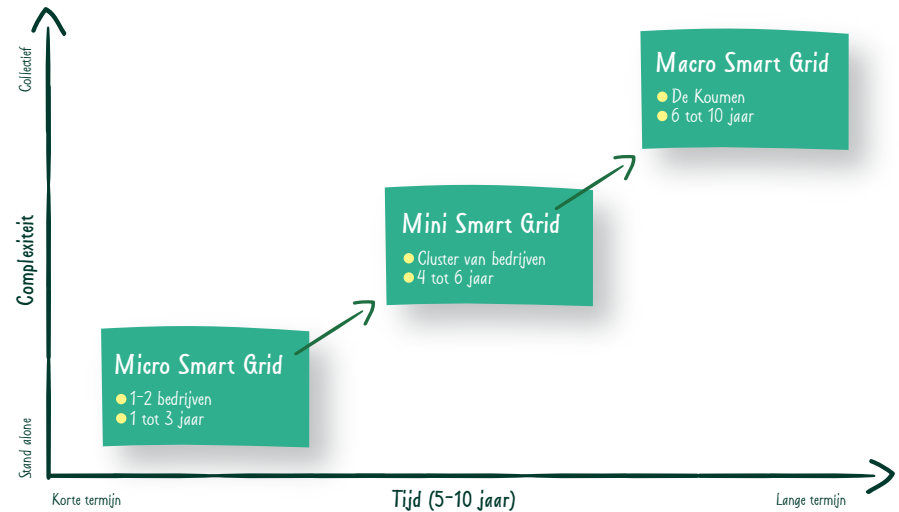 Collectief
Complexiteit
Stand alone
Macro Smart Grid
De Koumen
6 tot 10 jaar
Mini Smart Grid
Cluster van bedrijven
4 tot 6 jaar
Micro Smart Grid
1-2 bedrijven
1 tot 3 jaar
Korte termijn
Tijd (5-10 jaar)
Lange termijn